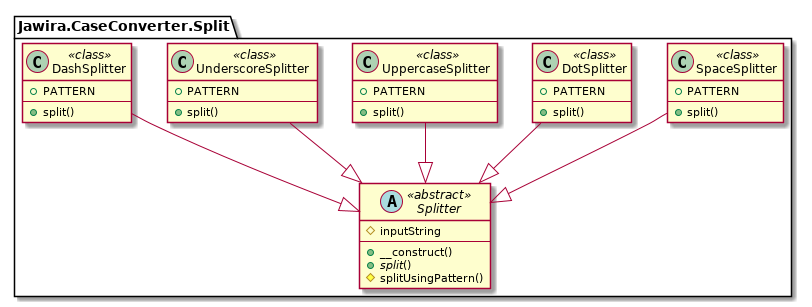 Jawira.CaseConverter.Split
C «class»
DashSplitter
PATTERN
split()
C «class»
UnderscoreSplitter
PATTERN
split()
C «class»
UppercaseSplitter
PATTERN
split()
C «class»
DotSplitter
PATTERN
split()
C «class»
SpaceSplitter
PATTERN
split()
A «abstract»
Splitter
inputString
__construct()
split()
splitUsingPattern()